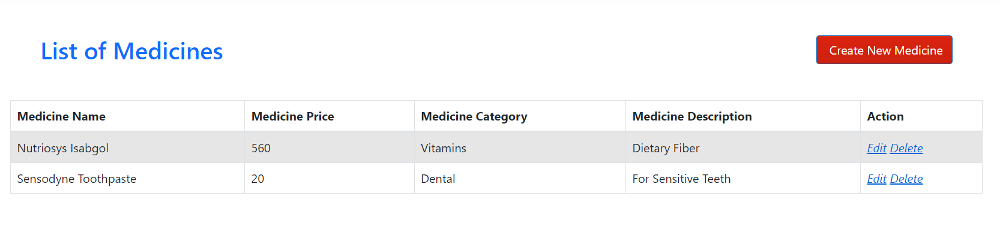 List of Medicines
Create New Medicine
Medicine Name Medicine Price Medicine Category Medicine Description Action
Nutriosys Isabgol 560 Vitamins Dietary Fiber Edit Delete
Sensodyne Toothpaste 20 Dental For Sensitive Teeth Edit Delete